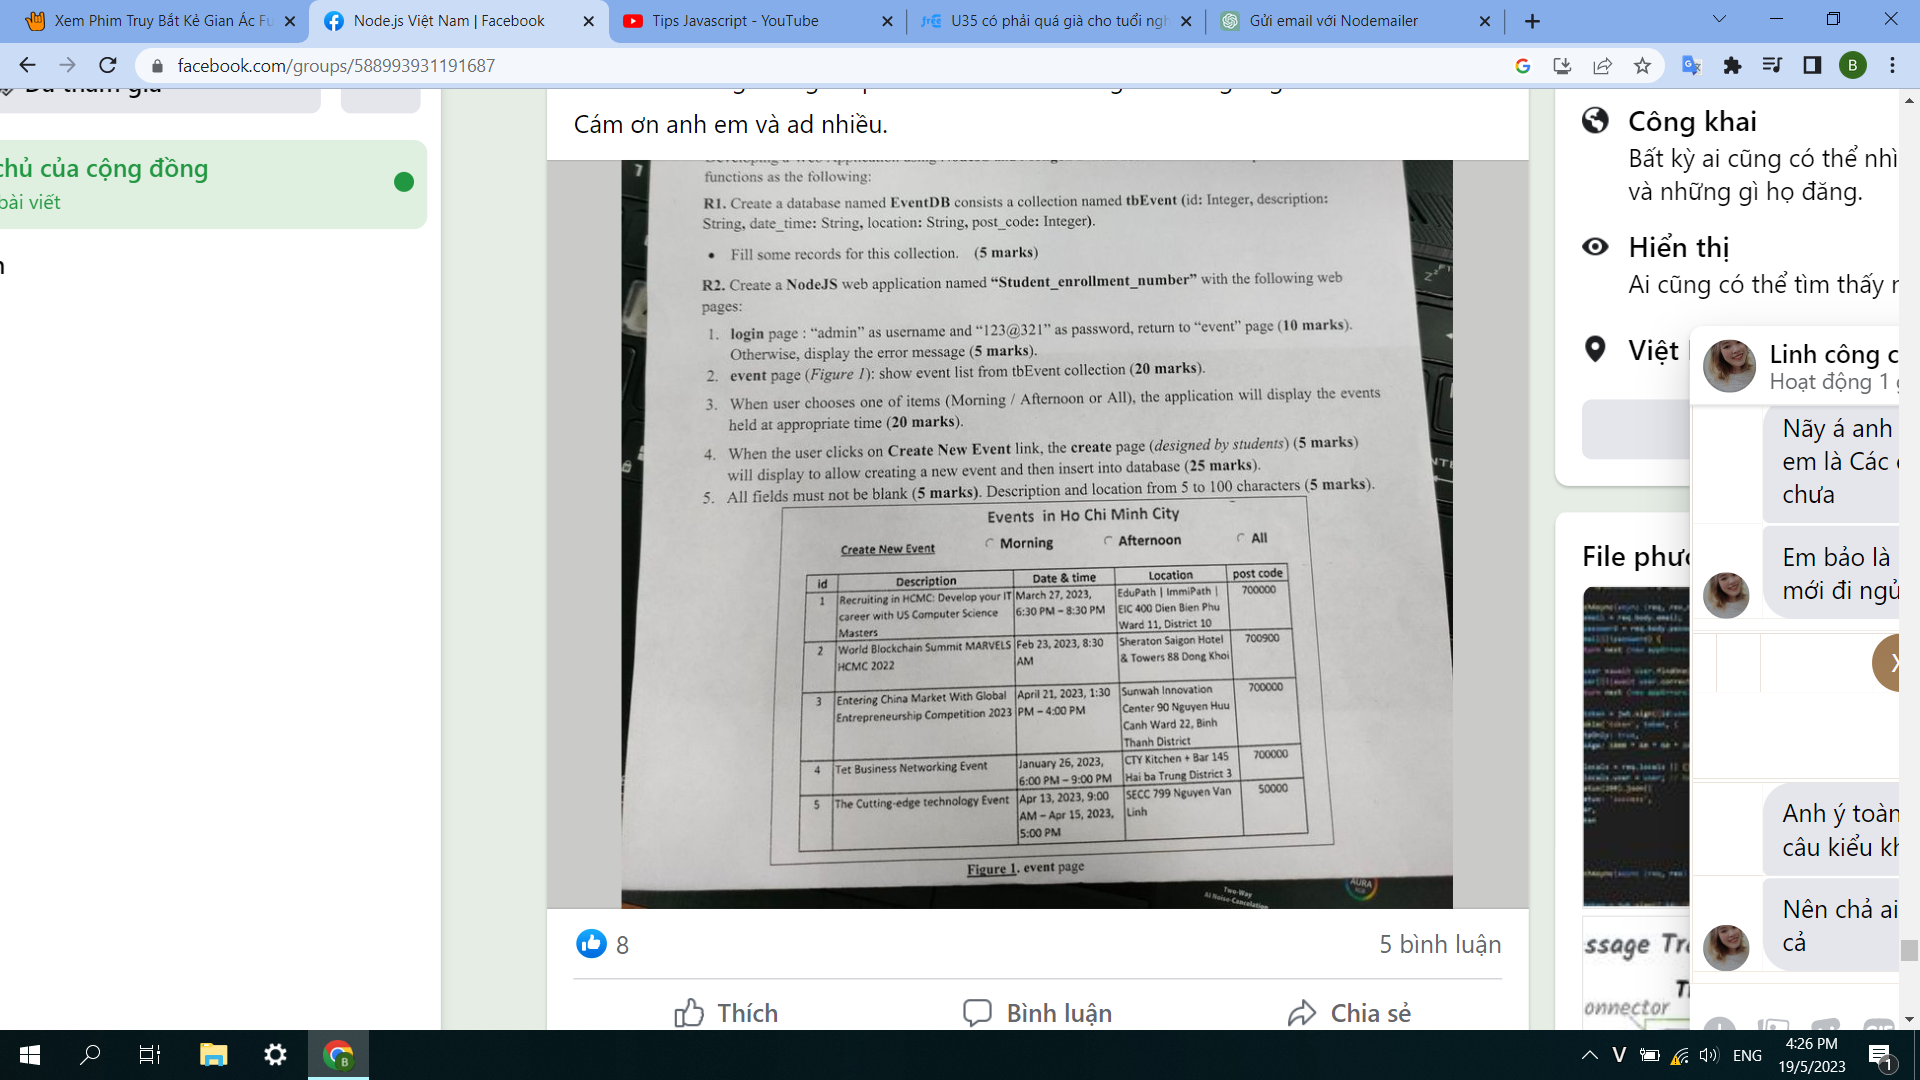 Xem Phim Truy Bắt Kẻ Gian Ác Fu
Node.js Việt Nam | Facebook
Tips Javascript - YouTube
U35 có phải quá già cho tuổi ngh
Gửi email với Nodemailer
facebook.com/groups/588993931191687
B
Đã tham gia
chủ của cộng đồng
bài viết
n
Cám ơn anh em và ad nhiều.
functions as the following:
R1. Create a database named EventDB consists a collection named tbEvent (id: Integer, description:
String, date_time: String, location: String, post_code: Integer).
• Fill some records for this collection. (5 marks)
R2. Create a NodeJS web application named “Student_enrollment_number” with the following web
pages:
1. login page : “admin” as username and “123@321” as password, return to “event” page (10 marks).
Otherwise, display the error message (5 marks).
2. event page (Figure 1): show event list from tbEvent collection (20 marks).
3. When user chooses one of items (Morning / Afternoon or All), the application will display the events
held at appropriate time (20 marks).
4. When the user clicks on Create New Event link, the create page (designed by students) (5 marks)
will display to allow creating a new event and then insert into database (25 marks).
5. All fields must not be blank (5 marks). Description and location from 5 to 100 characters (5 marks).
Events in Ho Chi Minh City
Create New Event Morning Afternoon All
id Description Date & time Location post code
1 Recruiting in HCMC: Develop your IT March 27, 2023, EduPath | ImmiPath | 700000
career with US Computer Science 6:30 PM – 8:30 PM EIC 400 Dien Bien Phu
Masters Ward 11, District 10
2 World Blockchain Summit MARVELS Feb 23, 2023, 8:30 Sheraton Saigon Hotel 700900
HCMC 2022 AM & Towers 88 Dong Khoi
3 Entering China Market With Global April 21, 2023, 1:30 Sunwah Innovation 700000
Entrepreneurship Competition 2023 PM – 4:00 PM Center 90 Nguyen Huu
Canh Ward 22, Binh
Thanh District
4 Tet Business Networking Event January 26, 2023, CTY Kitchen + Bar 145 700000
6:00 PM – 9:00 PM Hai ba Trung District 3
5 The Cutting-edge technology Event Apr 13, 2023, 9:00 SECC 799 Nguyen Van 50000
AM – Apr 15, 2023, Linh
5:00 PM
Figure 1. event page
Two-Way
AI Noise-Cancelation
AURA
8
5 bình luận
Thích
Bình luận
Chia sẻ
Công khai
Bất kỳ ai cũng có thể nhì
và những gì họ đăng.
Hiển thị
Ai cũng có thể tìm thấy n
Việt
File phươ
Linh công c
Hoạt động 1 g
Nãy á anh
em là Các
chưa
Em bảo là
mới đi ngủ
X
Anh ý toàn
câu kiểu kh
Nên chả ai
cả
ssage Tr
onnector
V
ENG
4:26 PM
19/5/2023
1